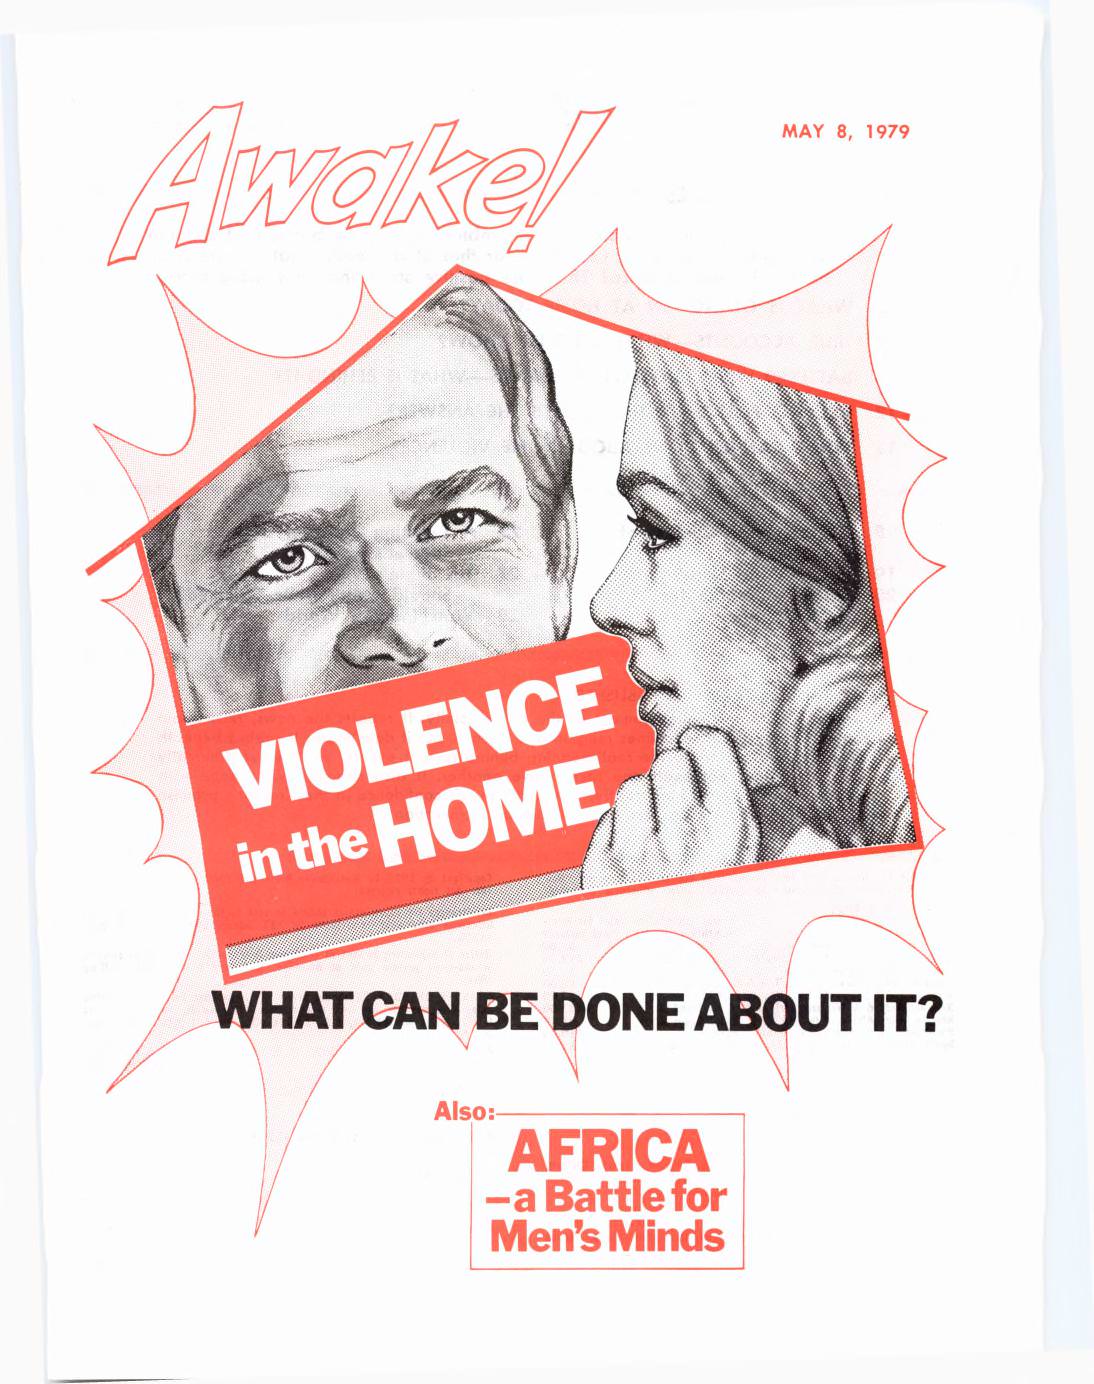 Awake!
MAY 8, 1979
VIOLENCE
in the HOME
WHAT CAN BE DONE ABOUT IT?
Also:
AFRICA
–a Battle for
Men's Minds